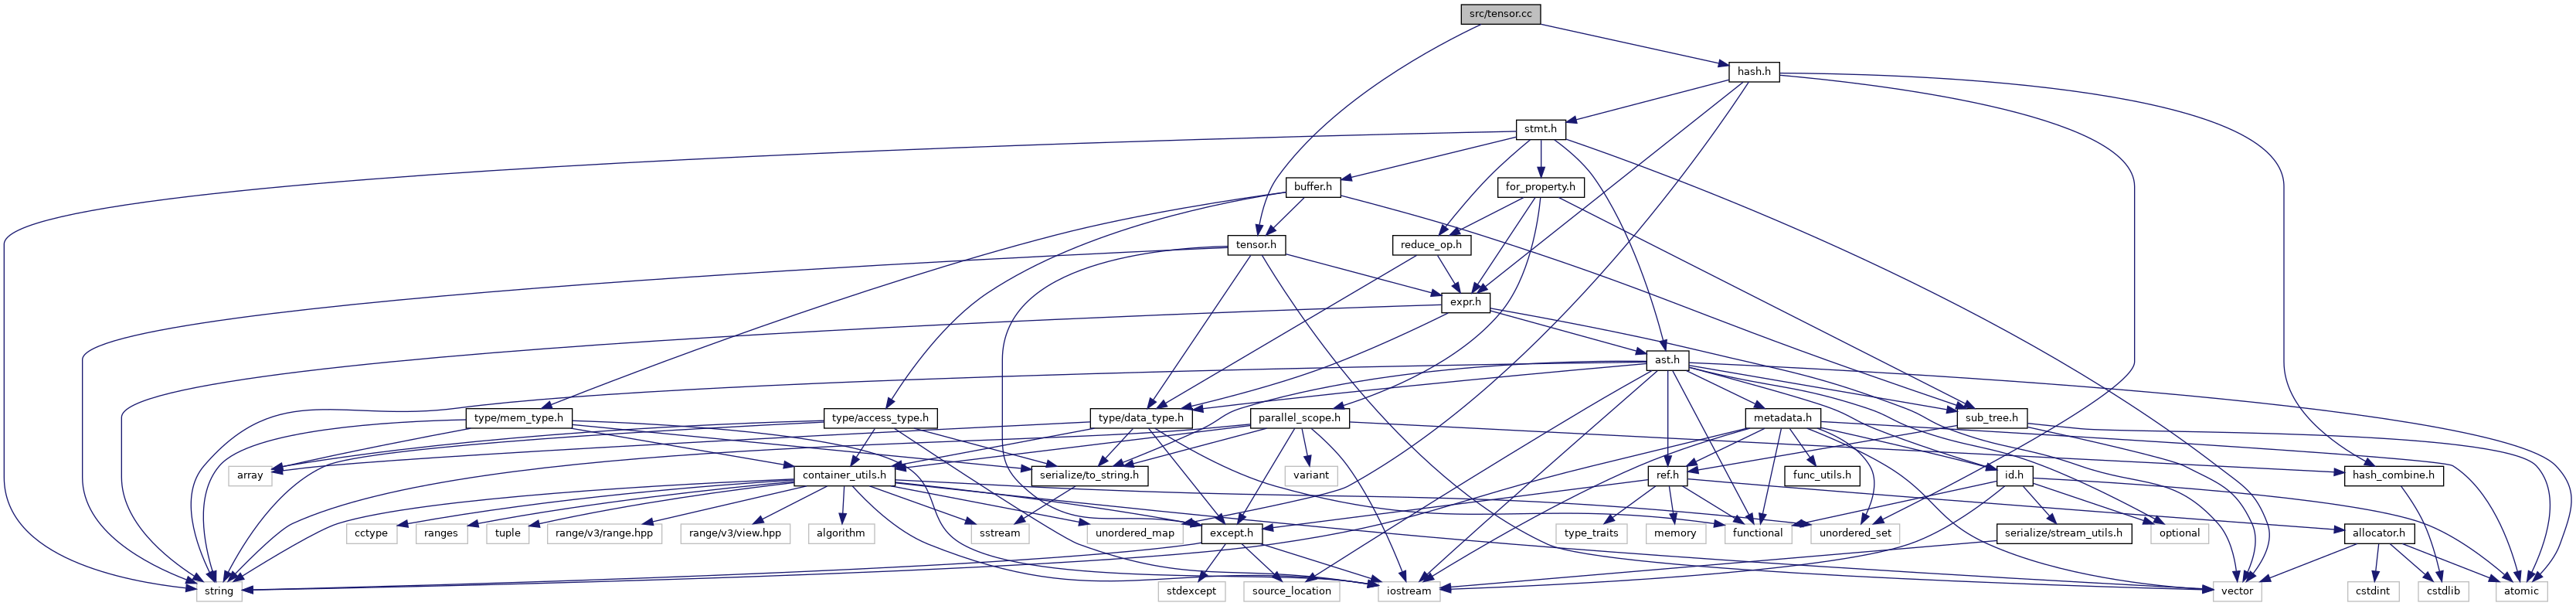 src/tensor.cc
hash.h
stmt.h
buffer.h
for_property.h
tensor.h
reduce_op.h
expr.h
ast.h
type/mem_type.h
type/access_type.h
type/data_type.h
parallel_scope.h
metadata.h
sub_tree.h
array
container_utils.h
serialize/to_string.h
variant
func_utils.h
ref.h
id.h
hash_combine.h
cctype
ranges
tuple
range/v3/range.hpp
range/v3/view.hpp
algorithm
sstream
unordered_map
except.h
type_traits
memory
functional
unordered_set
serialize/stream_utils.h
optional
allocator.h
string
stdexcept
source_location
iostream
vector
cstdint
cstdlib
atomic